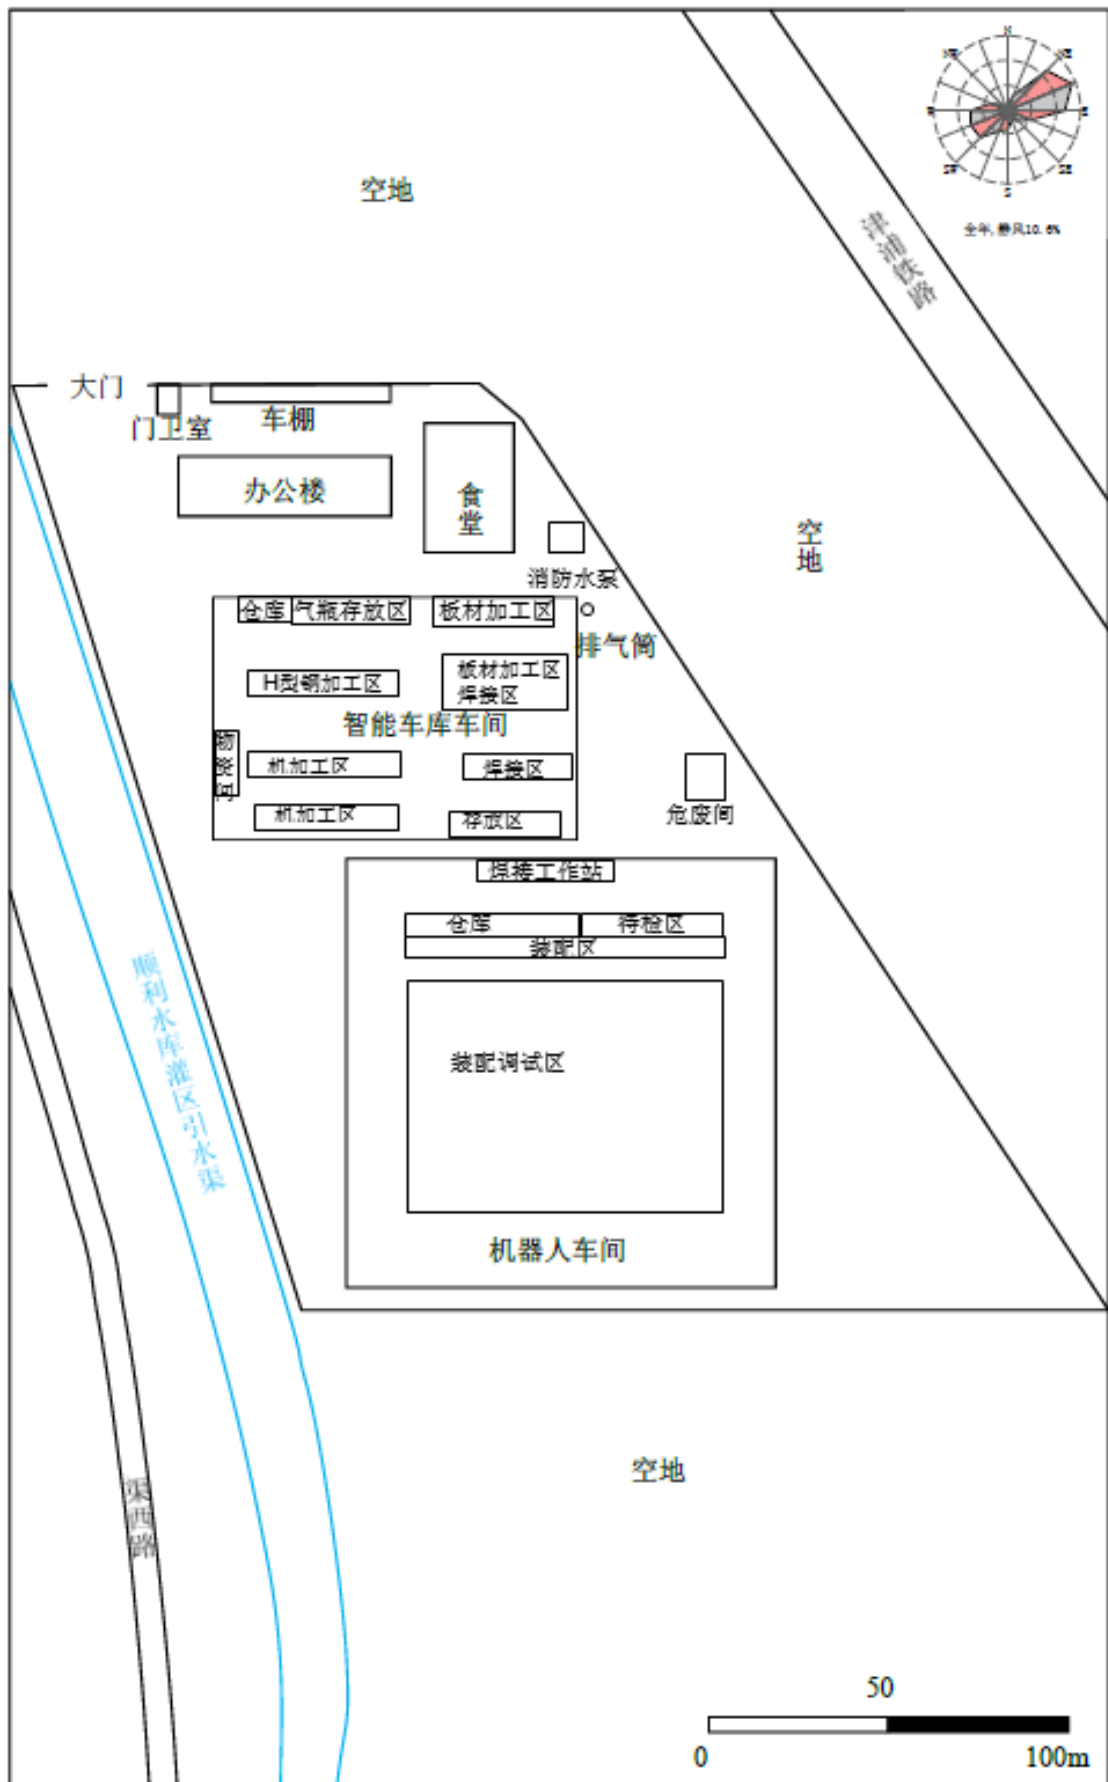 N
NE
E
SE
S
SW
W
NW
全年,静风10.6%
空地
津浦铁路
大门
门卫室
车棚
办公楼
食堂
空地
消防水泵
仓库
气瓶存放区
板材加工区
排气筒
H型钢加工区
板材加工区
焊接区
智能车库车间
物资间
机加工区
焊接区
机加工区
存放区
危废间
焊接工作站
仓库
待检区
装配区
顺利水库灌区引水渠
装配调试区
机器人车间
空地
渠西路
50
0
100m